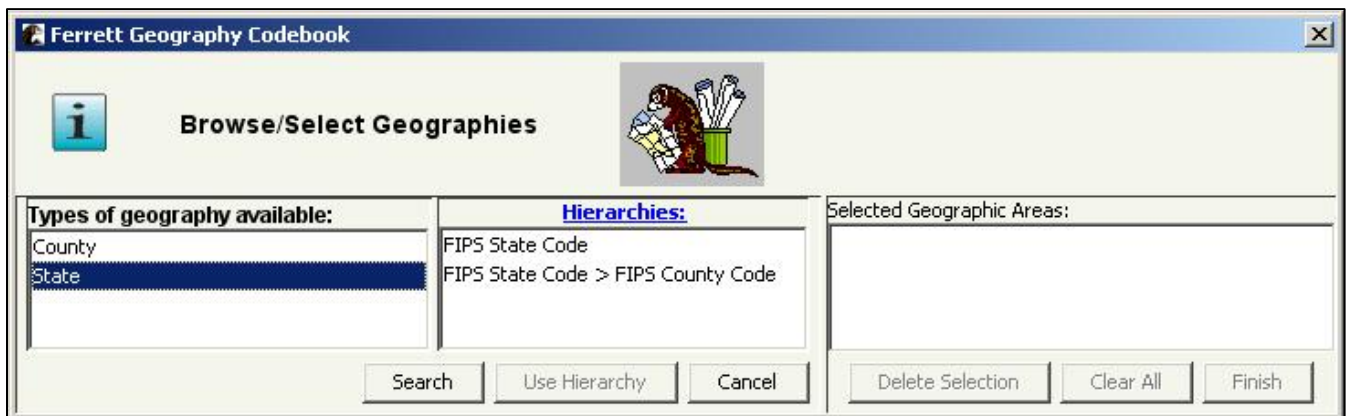 Ferrett Geography Codebook
i
Browse/Select Geographies
Types of geography available:
County
State
Hierarchies:
FIPS State Code
FIPS State Code > FIPS County Code
Selected Geographic Areas:
Search
Use Hierarchy
Cancel
Delete Selection
Clear All
Finish